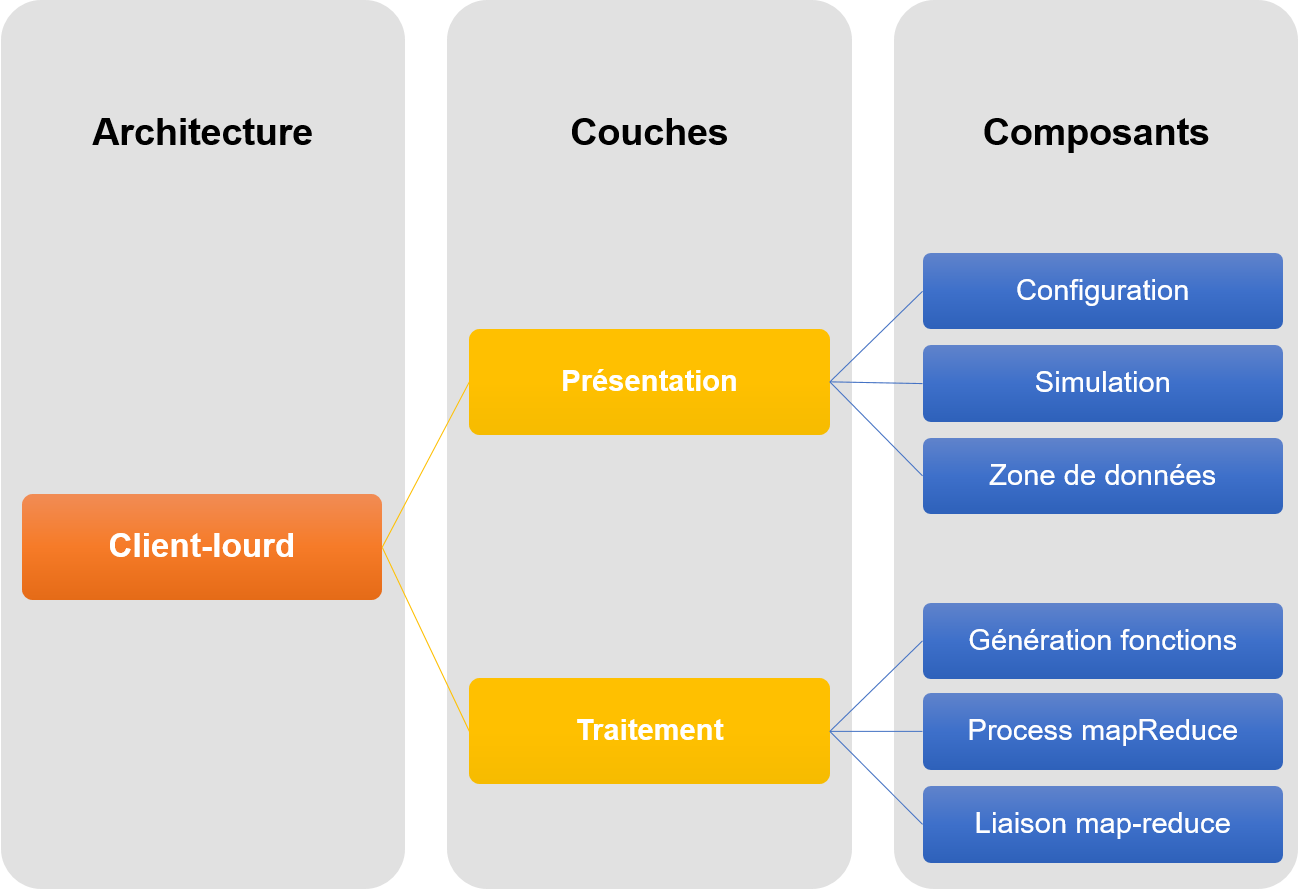 Architecture
Couches
Composants
Client-lourd
Présentation
Configuration
Simulation
Zone de données
Traitement
Génération fonctions
Process mapReduce
Liaison map-reduce